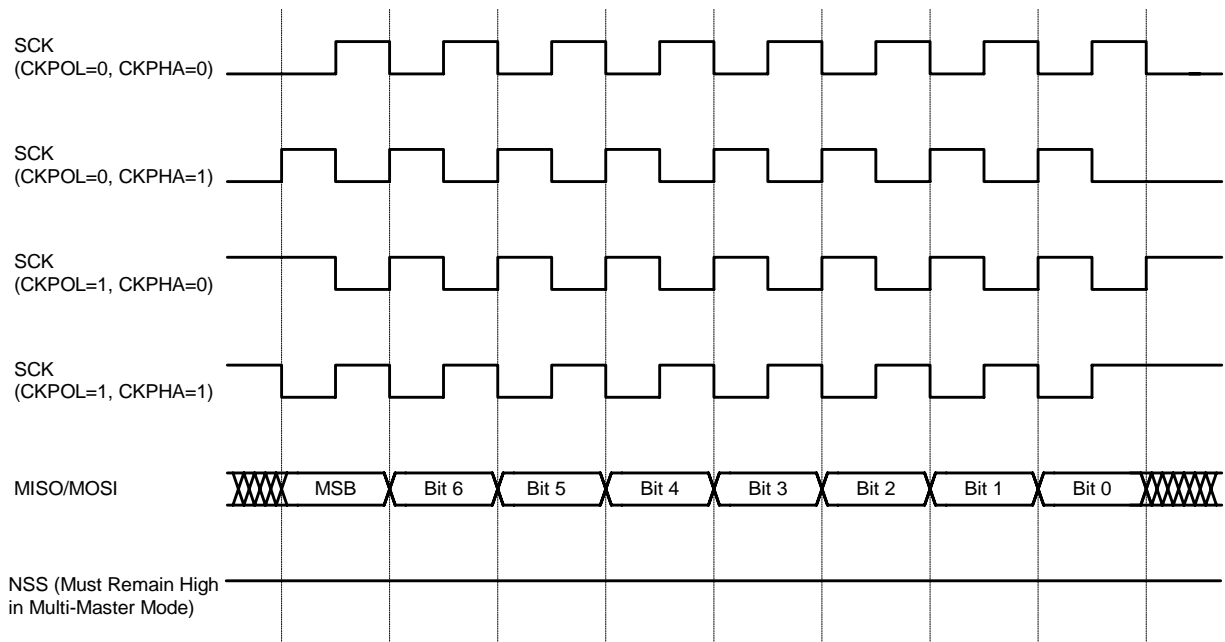 SCK
(CKPOL=0, CKPHA=0)
SCK
(CKPOL=0, CKPHA=1)
SCK
(CKPOL=1, CKPHA=0)
SCK
(CKPOL=1, CKPHA=1)
MISO/MOSI MSB Bit 6 Bit 5 Bit 4 Bit 3 Bit 2 Bit 1 Bit 0
NSS (Must Remain High
in Multi-Master Mode)